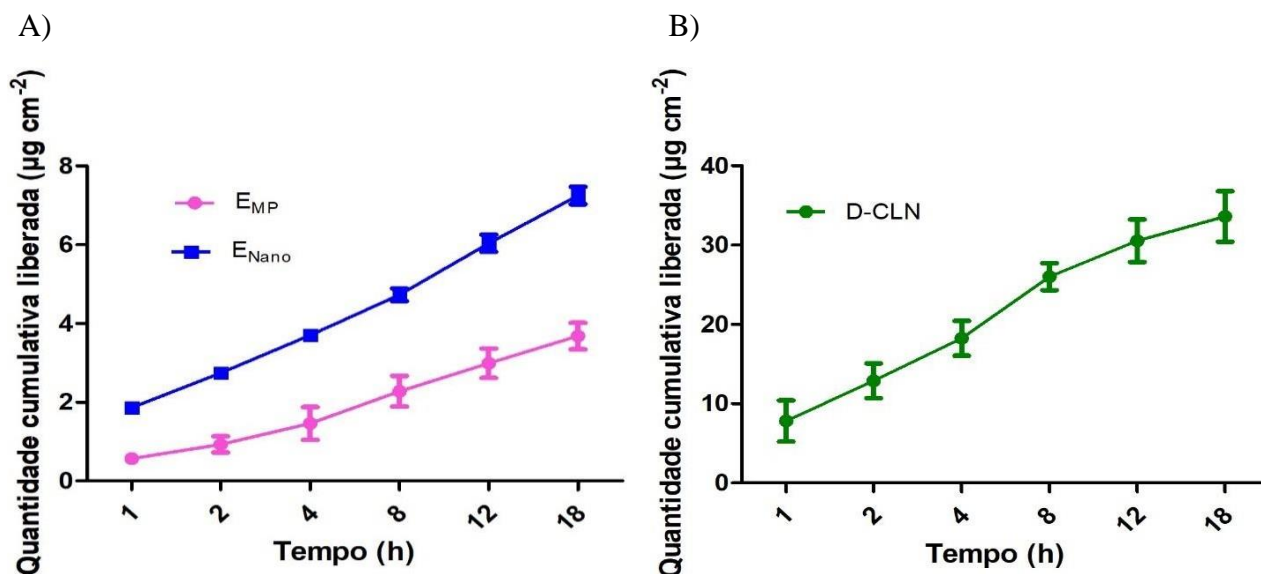 A)
Quantidade cumulativa liberada (µg cm⁻²)
8
6
4
2
0
E_MP
E_Nano
1
2
4
8
12
18
Tempo (h)
B)
Quantidade cumulativa liberada (µg cm⁻²)
40
30
20
10
0
D-CLN
1
2
4
8
12
18
Tempo (h)